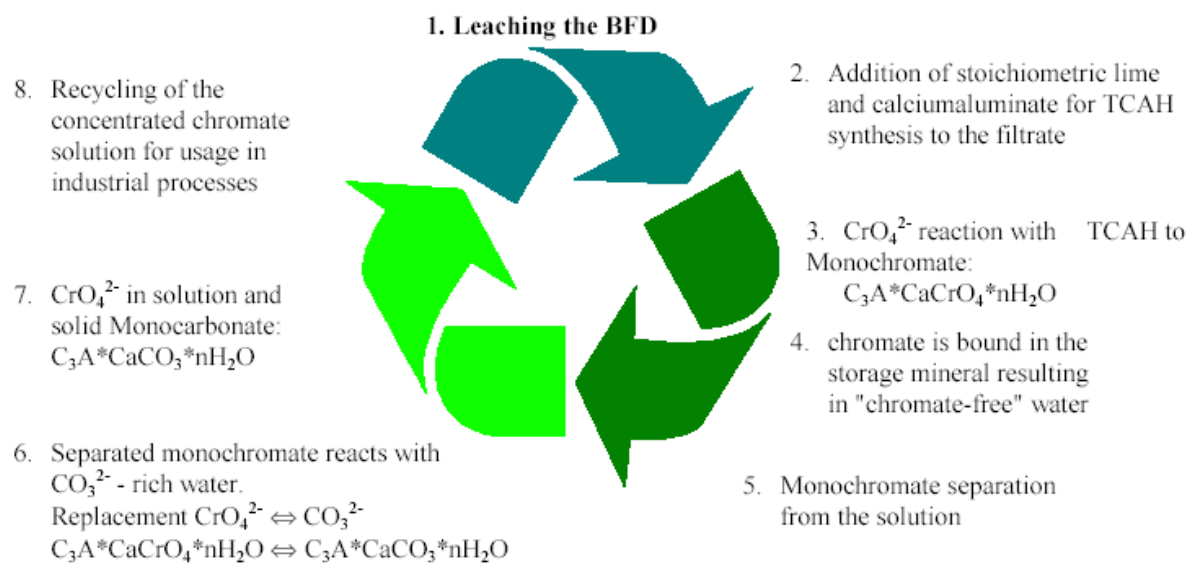 1. Leaching the BFD
2. Addition of stoichiometric lime
and calciumaluminate for TCAH
synthesis to the filtrate
3. CrO₄²⁻ reaction with TCAH to
Monochromate:
C₃A*CaCrO₄*nH₂O
4. chromate is bound in the
storage mineral resulting
in "chromate-free" water
5. Monochromate separation
from the solution
6. Separated monochromate reacts with
CO₃²⁻ - rich water.
Replacement CrO₄²⁻ ⇔ CO₃²⁻
C₃A*CaCrO₄*nH₂O ⇔ C₃A*CaCO₃*nH₂O
7. CrO₄²⁻ in solution and
solid Monocarbonate:
C₃A*CaCO₃*nH₂O
8. Recycling of the
concentrated chromate
solution for usage in
industrial processes